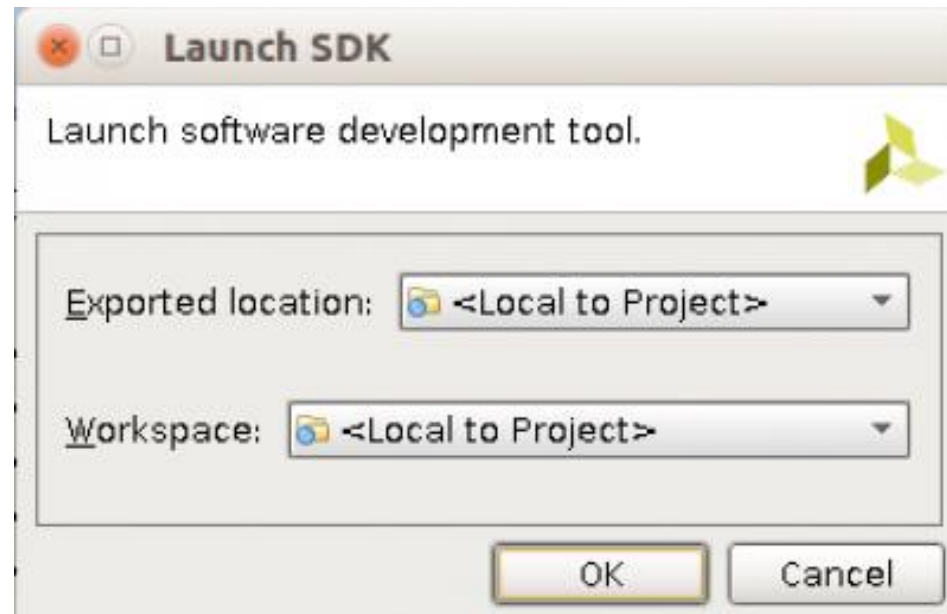 Launch SDK
Launch software development tool.
Exported location: <Local to Project>
Workspace: <Local to Project>
OK Cancel